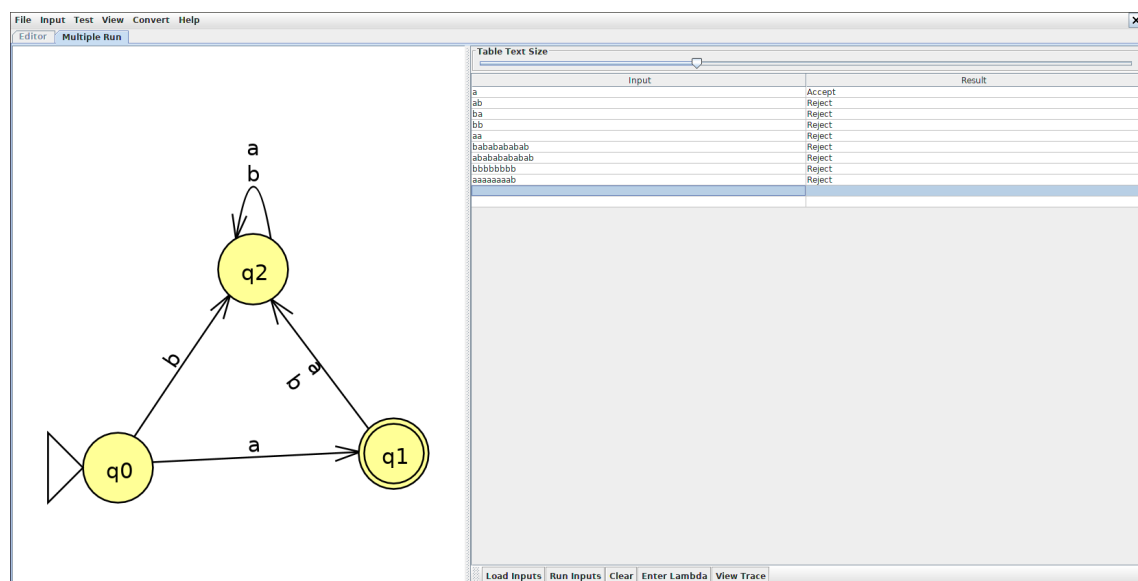 File Input Test View Convert Help
Editor Multiple Run
a
b
q2
b
a
b
a
q0
q1
Table Text Size
Input Result
a Accept
ab Reject
ba Reject
bb Reject
aa Reject
bababababab Reject
ababababab Reject
bbbbbbbb Reject
aaaaaaaab Reject
Load Inputs Run Inputs Clear Enter Lambda View Trace